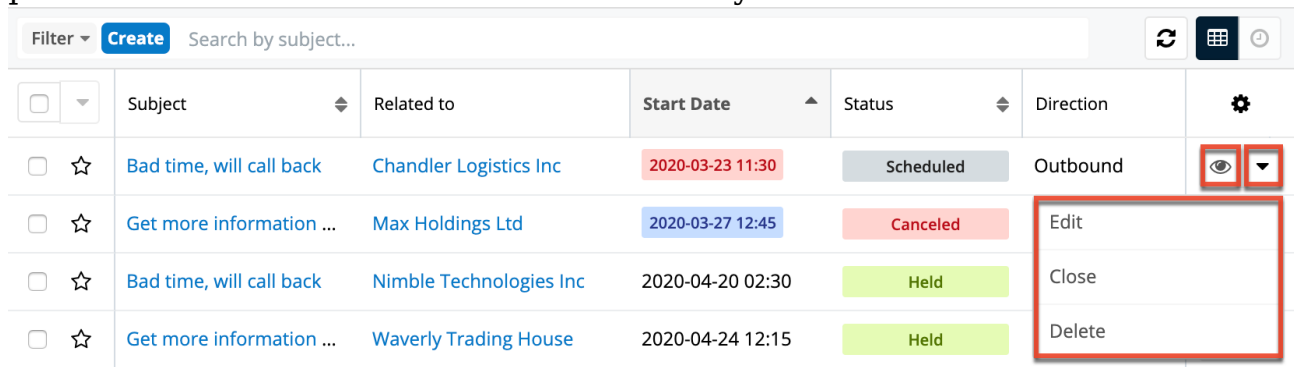 Filter Create Search by subject...
Subject Related to Start Date Status Direction
Bad time, will call back Chandler Logistics Inc 2020-03-23 11:30 Scheduled Outbound
Get more information ... Max Holdings Ltd 2020-03-27 12:45 Canceled Edit
Bad time, will call back Nimble Technologies Inc 2020-04-20 02:30 Held Close
Get more information ... Waverly Trading House 2020-04-24 12:15 Held Delete